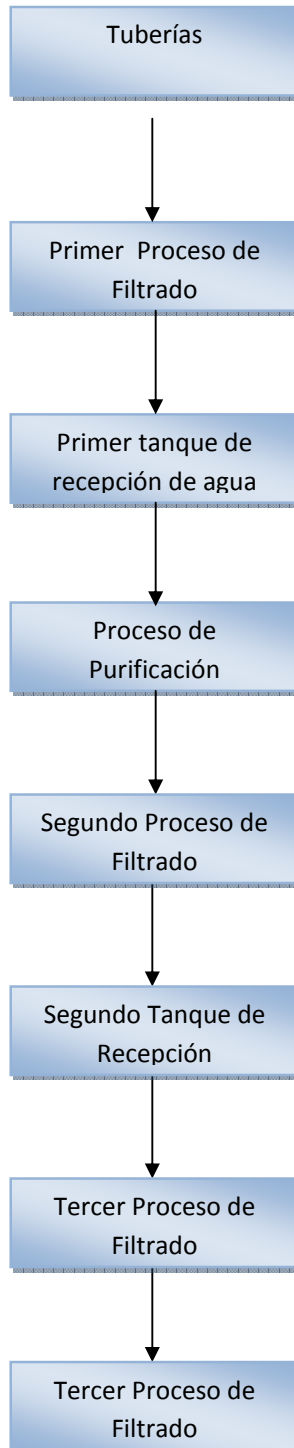 Tuberías
Primer Proceso de
Filtrado
Primer tanque de
recepción de agua
Proceso de
Purificación
Segundo Proceso de
Filtrado
Segundo Tanque de
Recepción
Tercer Proceso de
Filtrado
Tercer Proceso de
Filtrado